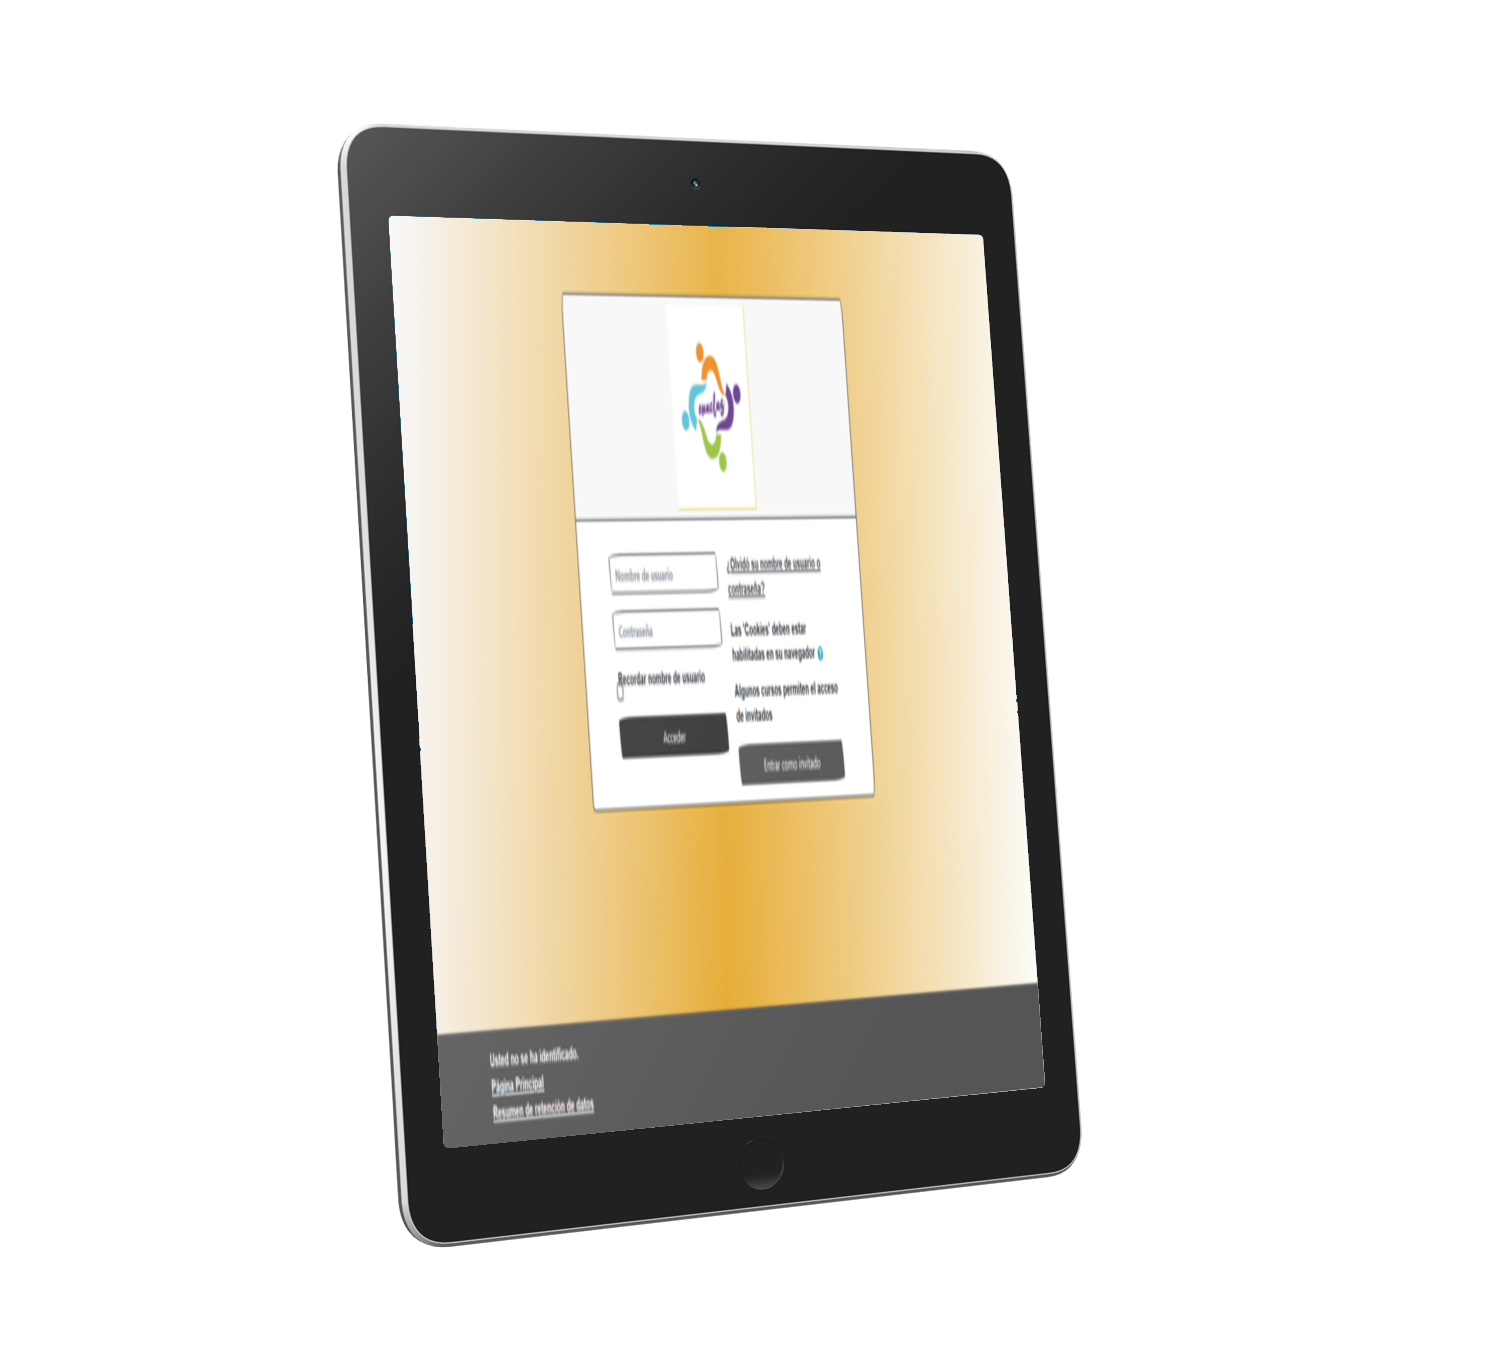 Nombre de usuario
Contraseña
Recordar nombre de usuario
Acceder
¿Olvidó su nombre de usuario o
contraseña?
Las 'Cookies' deben estar
habilitadas en su navegador ?
Algunos cursos permiten el acceso
de invitados
Entrar como invitado
Usted no se ha identificado.
Página Principal
Resumen de retención de datos